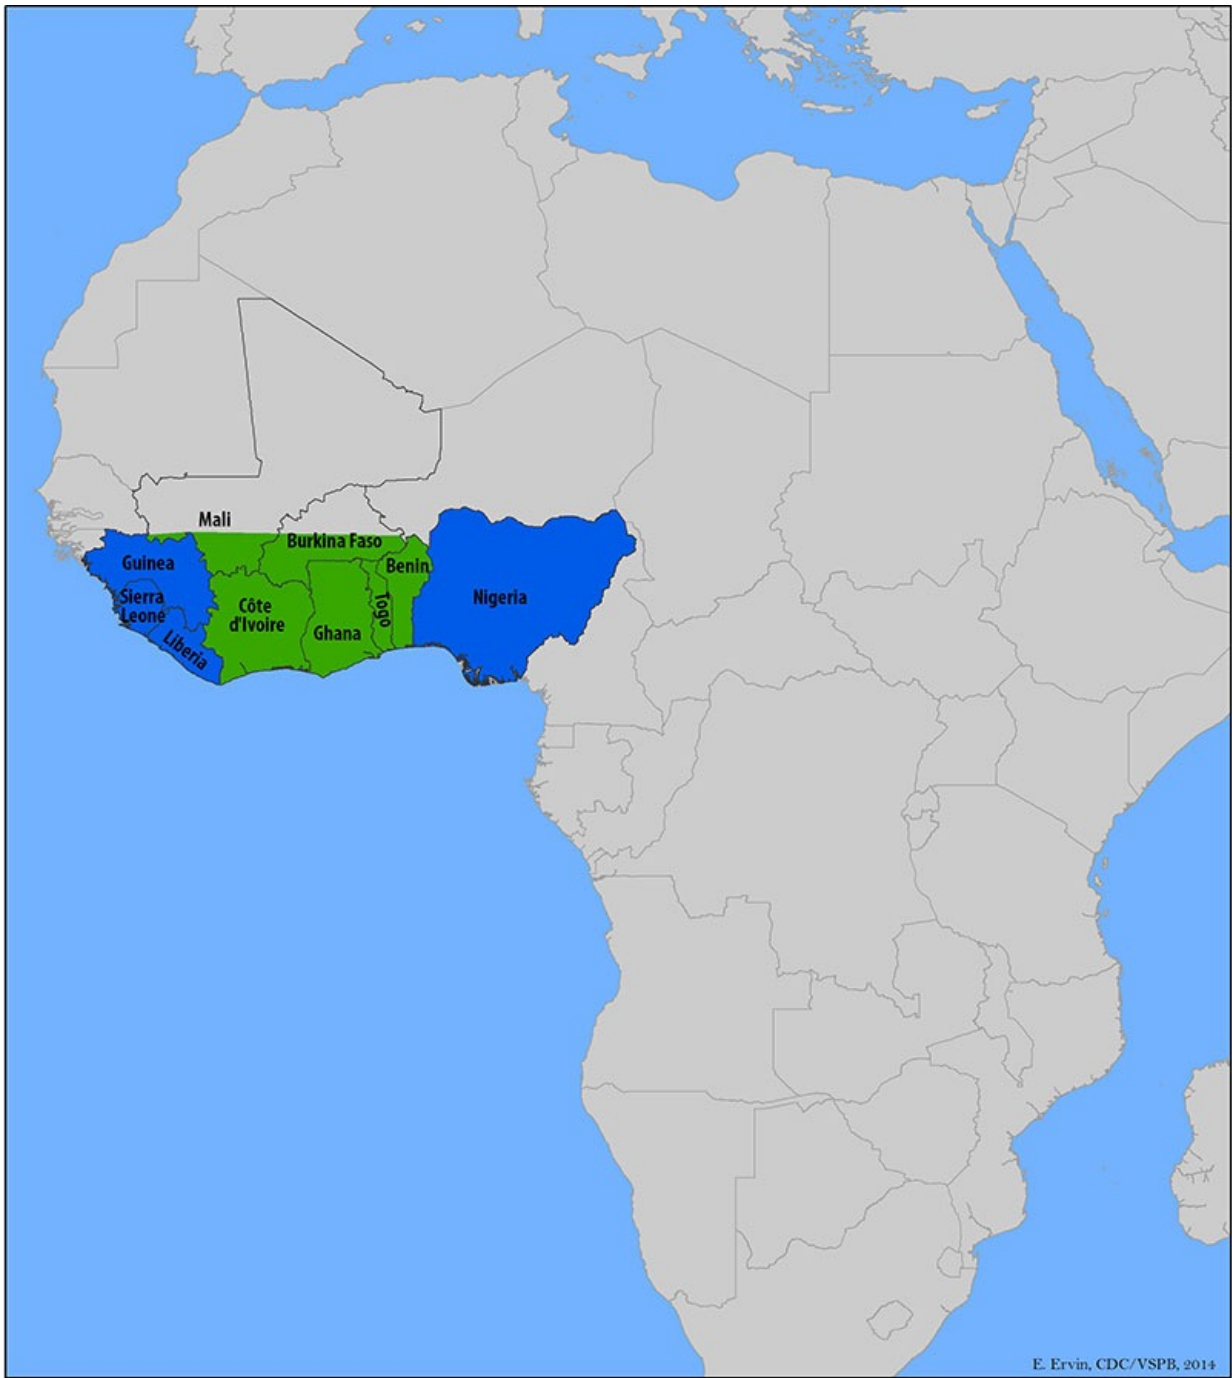 Mali
Burkina Faso
Guinea
Benin
Sierra
Leone
Côte
d'Ivoire
Togo
Nigeria
Ghana
Liberia
E. Ervin, CDC/VSPB, 2014